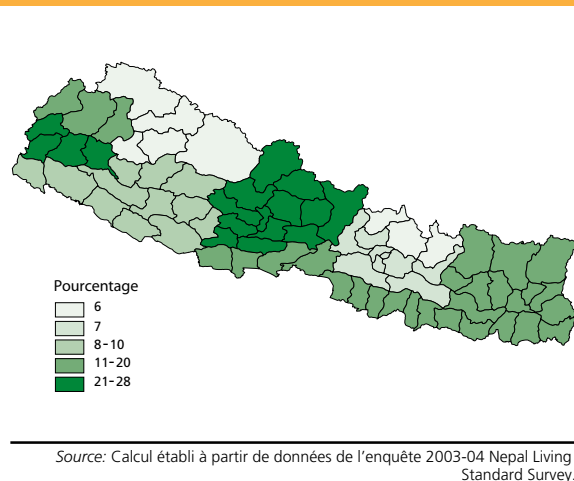 Pourcentage
6
7
8-10
11-20
21-28
Source: Calcul établi à partir de données de l'enquête 2003-04 Nepal Living
Standard Survey.